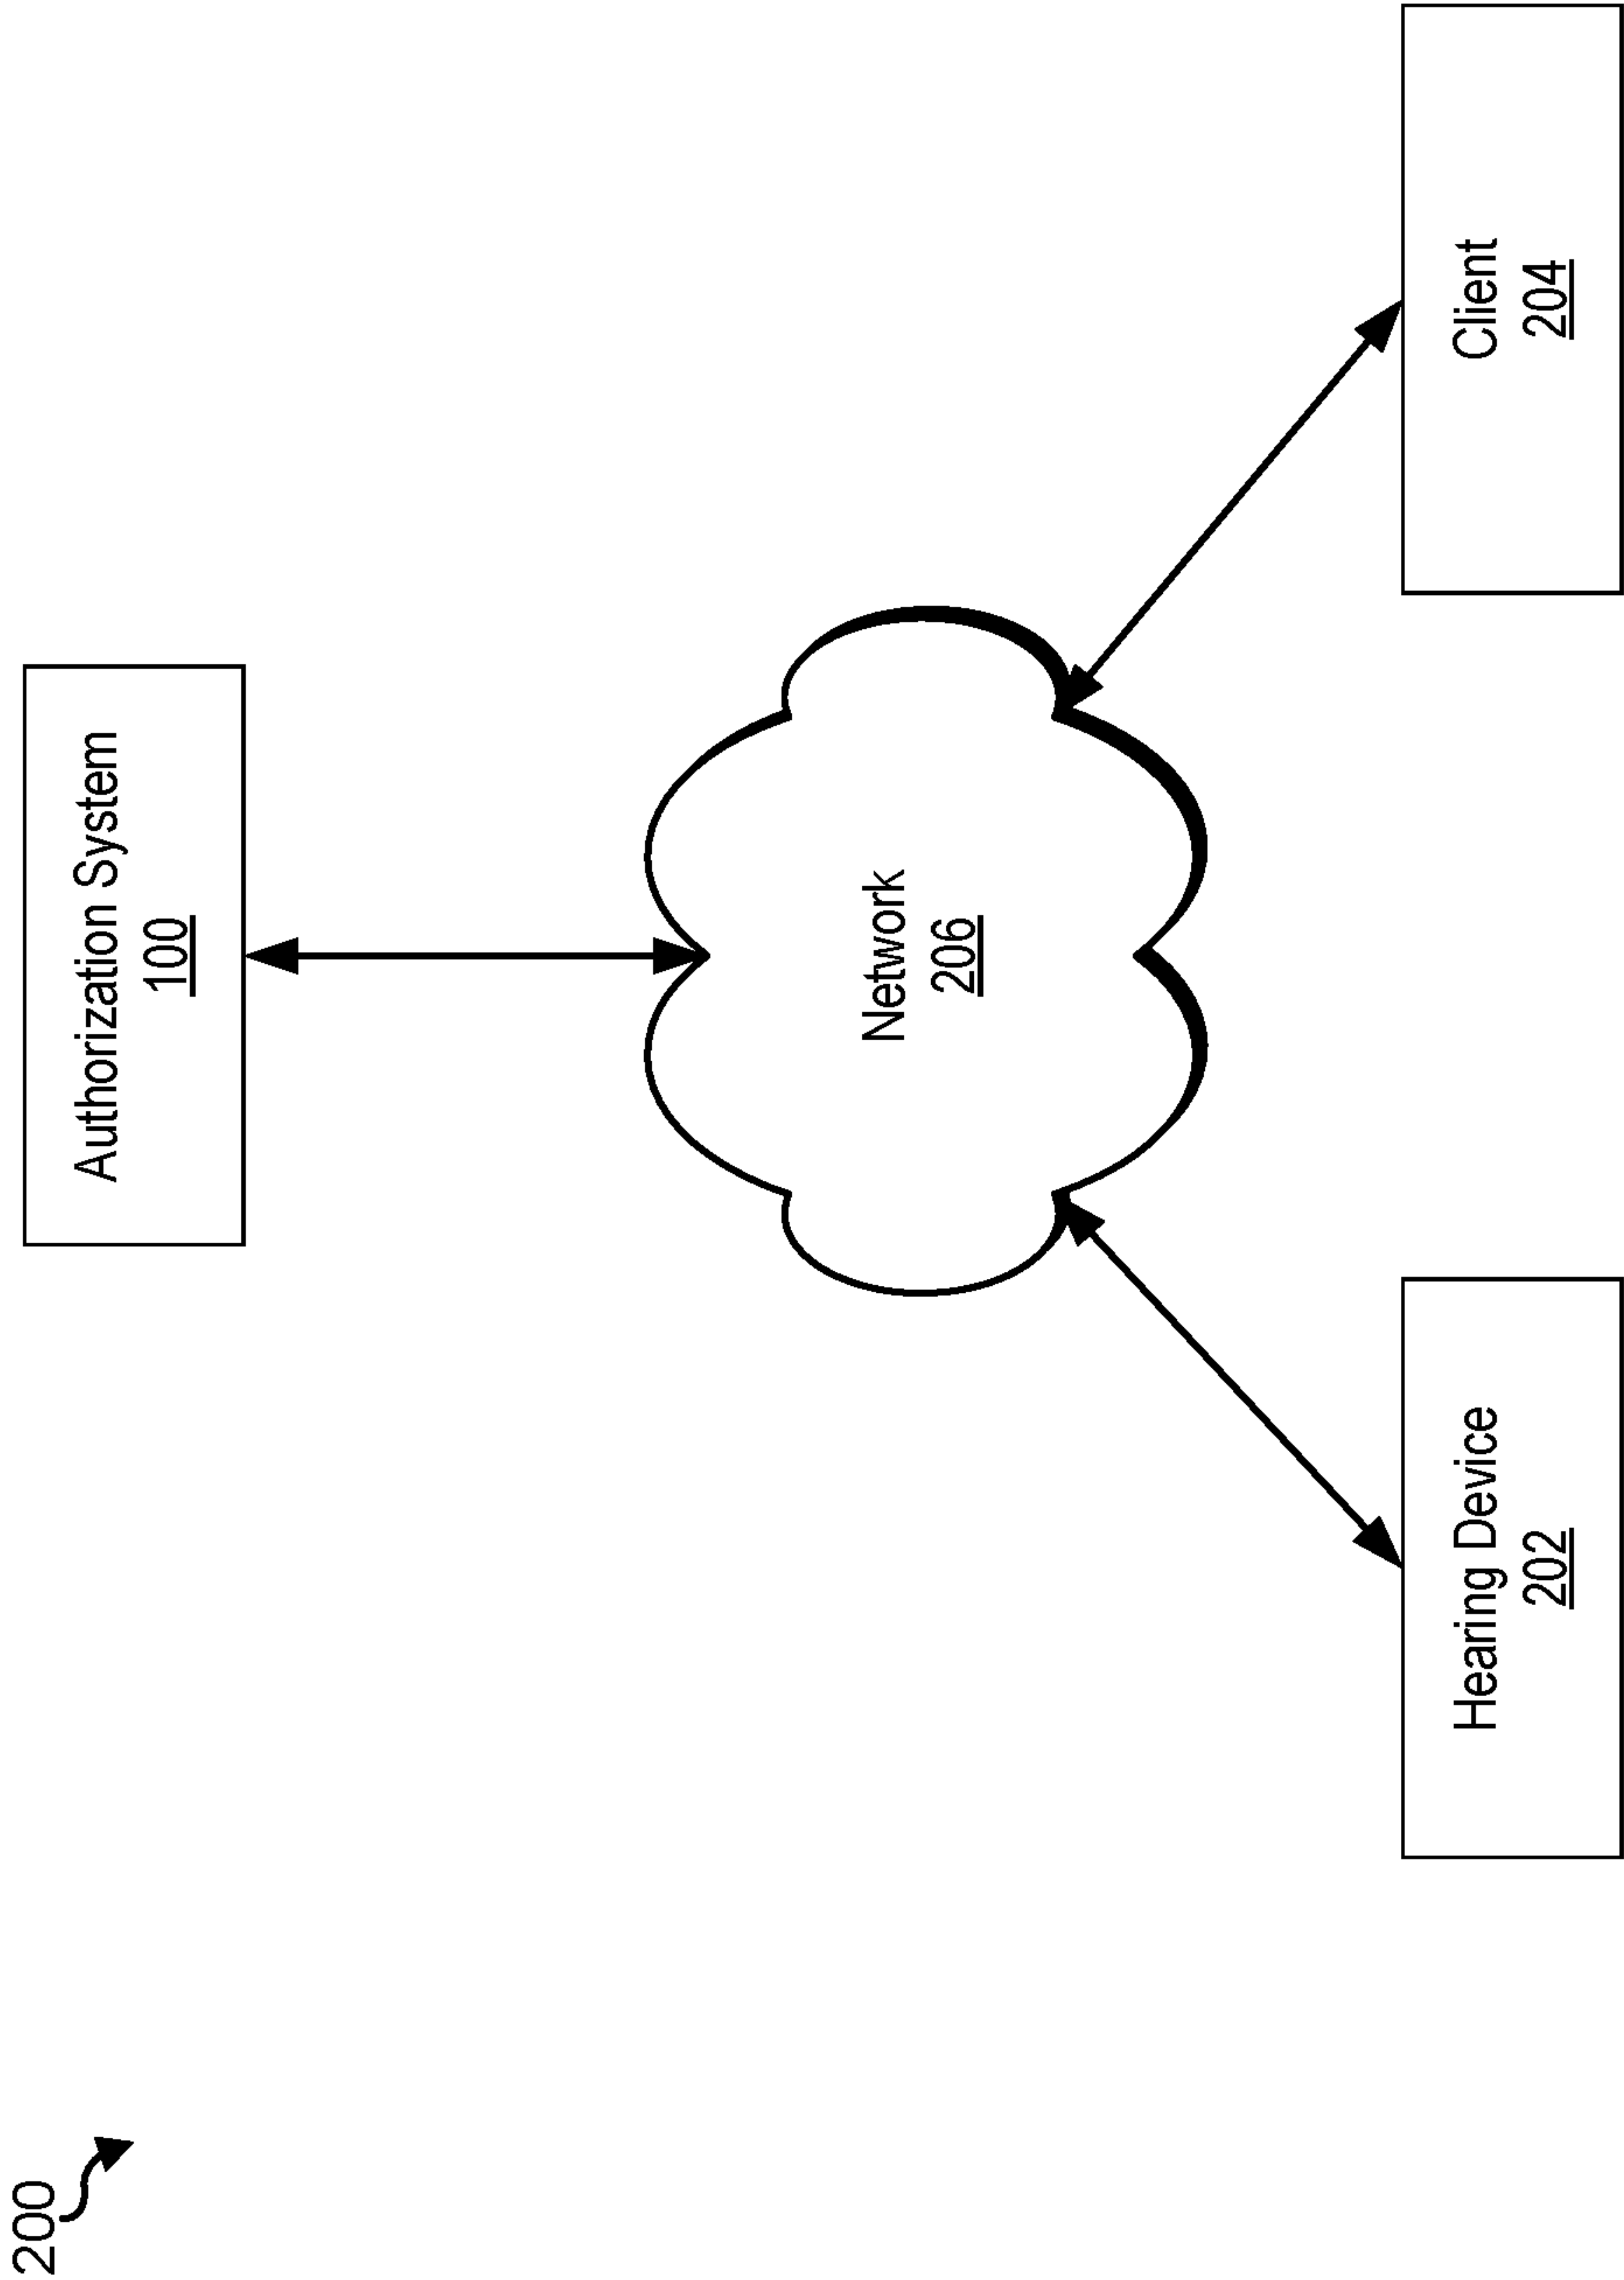 200
Authorization System
100
Network
206
Hearing Device
202
Client
204